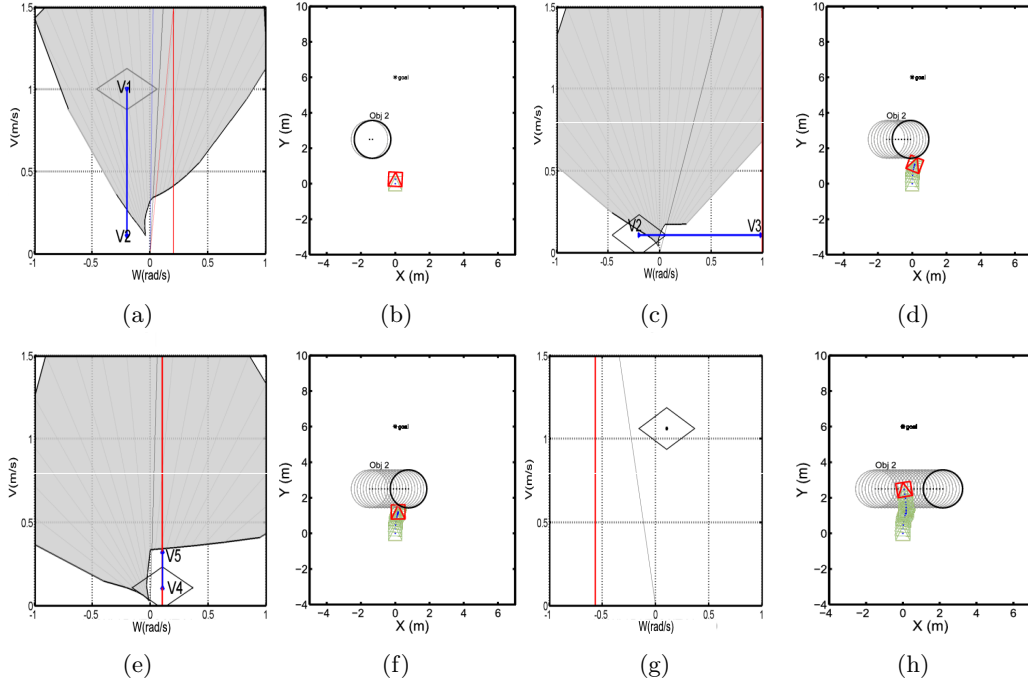 1.5
1
0.5
0
V(m/s)
V1
V2
-1 -0.5 0 0.5 1
W(rad/s)
(a)
10
8
6
4
2
0
−2
−4
Y (m)
goal
Obj 2
−2 0 2 4 6
X (m)
(b)
1.5
1
0.5
0
V(m/s)
V2 V3
-1 -0.5 0 0.5 1
W(rad/s)
(c)
10
8
6
4
2
0
−2
−4
Y (m)
goal
Obj 2
−4 −2 0 2 4 6
X (m)
(d)
1.5
1
0.5
0
V(m/s)
V5
V4
-1 -0.5 0 0.5 1
W(rad/s)
(e)
10
8
6
4
2
0
−2
−4
Y (m)
goal
Obj 2
−2 0 2 4 6
X (m)
(f)
1.5
1
0.5
0
V(m/s)
-1 -0.5 0 0.5 1
W(rad/s)
(g)
10
8
6
4
2
0
−2
−4
Y (m)
goal
Obj 2
−4 −2 0 2 4 6
X (m)
(h)